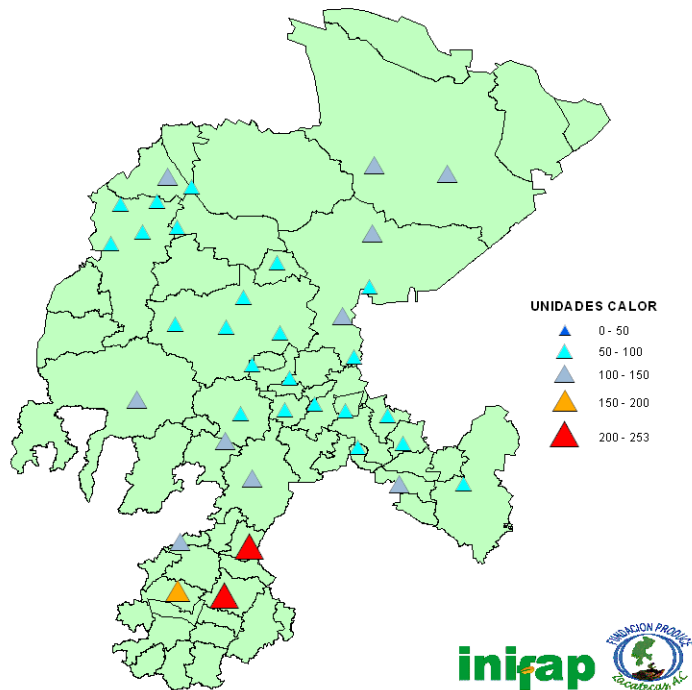 UNIDADES CALOR
0 - 50
50 - 100
100 - 150
150 - 200
200 - 253
inifap
FUNDACION PRODUCE
Zacatecas A.C.